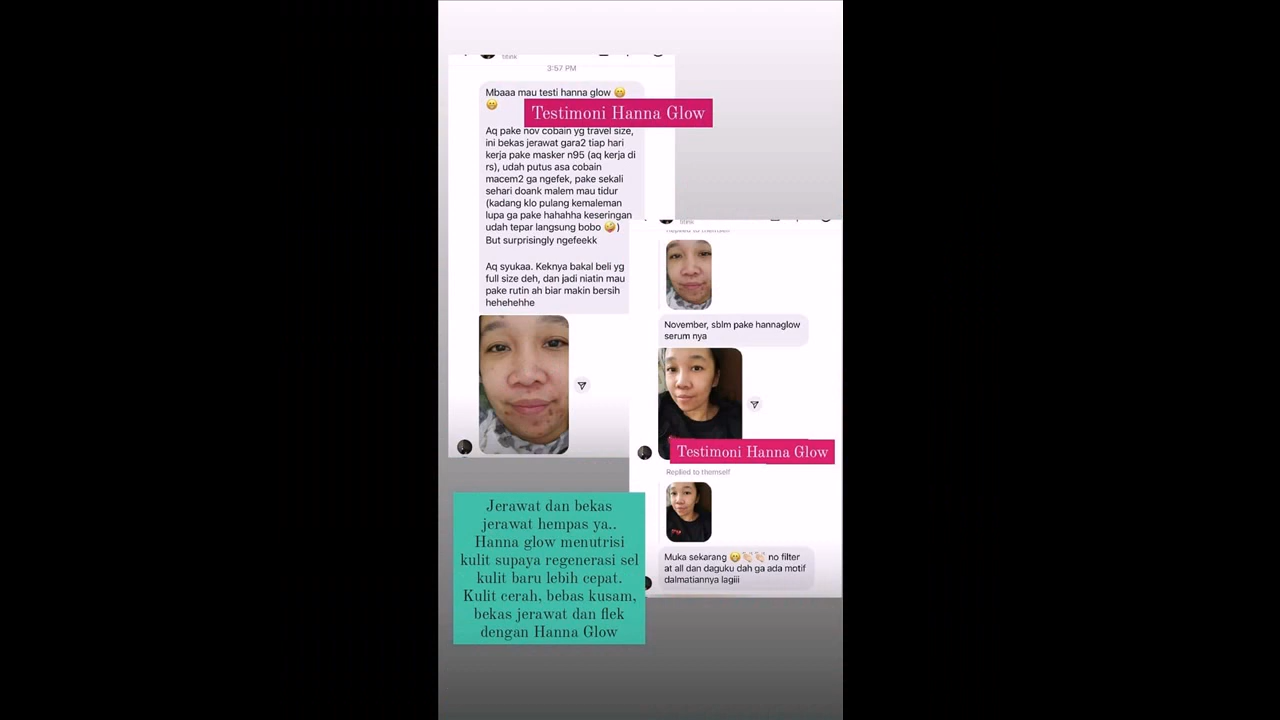 titink
3:57 PM
Mbaaa mau testi hanna glow 😁
😁
Testimoni Hanna Glow
Aq pake nov cobain yg travel size,
ini bekas jerawat gara2 tiap hari
kerja pake masker n95 (aq kerja di
rs), udah putus asa cobain
macem2 ga ngefek, pake sekali
sehari doank malem mau tidur
(kadang klo pulang kemaleman
lupa ga pake hahahha keseringan
udah tepar langsung bobo 🤪)
But surprisingly ngefeekk
Aq syukaa. Keknya bakal beli yg
full size deh, dan jadi niatin mau
pake rutin ah biar makin bersih
hehehehhe
Replied to themself
November, sblm pake hannaglow
serum nya
Testimoni Hanna Glow
Replied to themself
Muka sekarang 😁👏🏻👏🏻 no filter
at all dan daguku dah ga ada motif
dalmatiannya lagiii
Jerawat dan bekas
jerawat hempas ya..
Hanna glow menutrisi
kulit supaya regenerasi sel
kulit baru lebih cepat.
Kulit cerah, bebas kusam,
bekas jerawat dan flek
dengan Hanna Glow